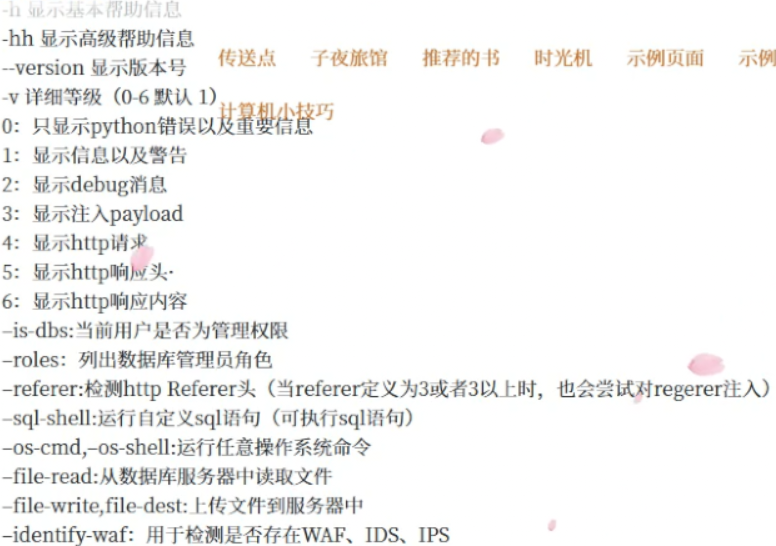 -h 显示基本帮助信息
-hh 显示高级帮助信息
传送点 子夜旅馆 推荐的书 时光机 示例页面 示例
--version 显示版本号
-v 详细等级（0-6 默认 1）
计算机小技巧
0：只显示python错误以及重要信息
1：显示信息以及警告
2：显示debug消息
3：显示注入payload
4：显示http请求
5：显示http响应头·
6：显示http响应内容
–is-dbs:当前用户是否为管理权限
–roles：列出数据库管理员角色
–referer:检测http Referer头（当referer定义为3或者3以上时，也会尝试对regerer注入）
–sql-shell:运行自定义sql语句（可执行sql语句）
–os-cmd,–os-shell:运行任意操作系统命令
–file-read:从数据库服务器中读取文件
–file-write,file-dest:上传文件到服务器中
–identify-waf：用于检测是否存在WAF、IDS、IPS